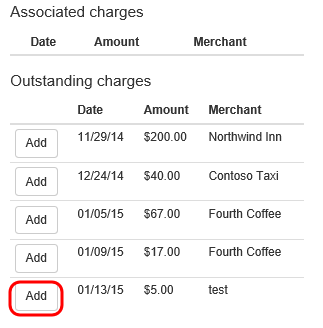 Associated charges
Date Amount Merchant
Outstanding charges
Date Amount Merchant
Add 11/29/14 $200.00 Northwind Inn
Add 12/24/14 $40.00 Contoso Taxi
Add 01/05/15 $67.00 Fourth Coffee
Add 01/09/15 $17.00 Fourth Coffee
Add 01/13/15 $5.00 test